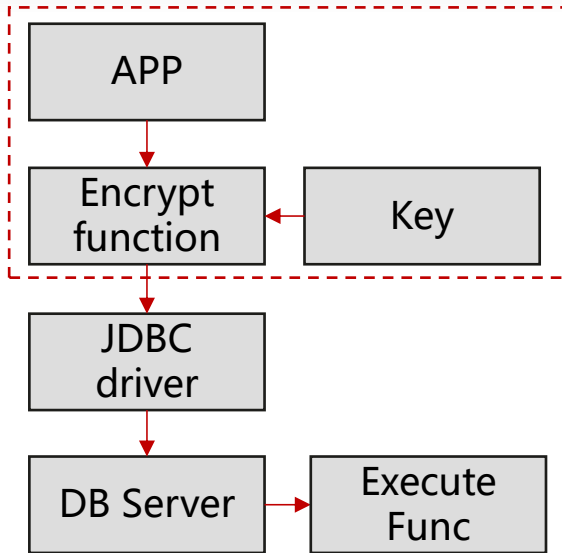 APP
Encrypt
function
Key
JDBC
driver
DB Server
Execute
Func